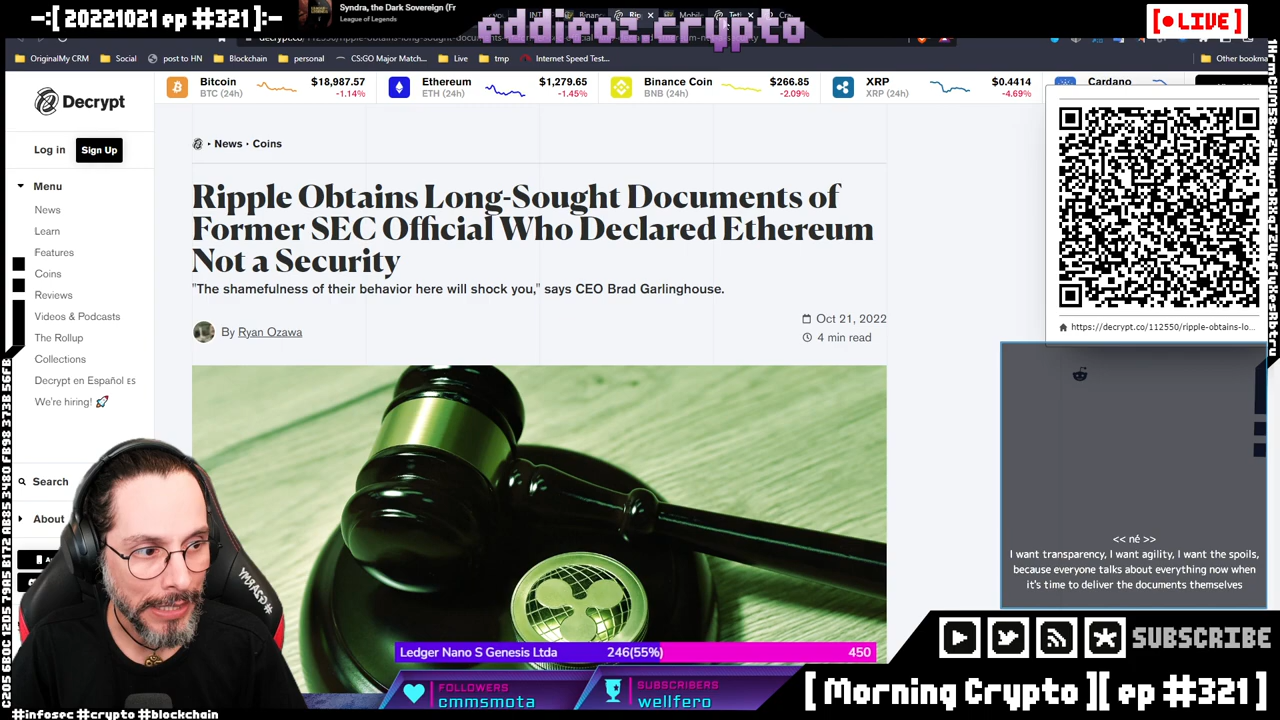 -:[ 20221021 ep #321 ]:-
Syndra, the Dark Sovereign (Fr
League of Legends
eddieoz.crypto
[ • LIVE ]
OriginalMy CRM
Social
post to HN
Blockchain
personal
CS:GO Major Match...
Live
tmp
Internet Speed Test...
Other bookma
Decrypt
Bitcoin
BTC (24h)
$18,987.57
-1.14%
Ethereum
ETH (24h)
$1,279.65
-1.45%
Binance Coin
BNB (24h)
$266.85
-2.09%
XRP
XRP (24h)
$0.4414
-4.69%
Cardano
Log in
Sign Up
Menu
News
Learn
Features
Coins
Reviews
Videos & Podcasts
The Rollup
Collections
Decrypt en Español ES
We're hiring! 🚀
Search
About
· News · Coins
Ripple Obtains Long-Sought Documents of
Former SEC Official Who Declared Ethereum
Not a Security
"The shamefulness of their behavior here will shock you," says CEO Brad Garlinghouse.
By Ryan Ozawa
Oct 21, 2022
4 min read
https://decrypt.co/112550/ripple-obtains-lo...
<< né >>
I want transparency, I want agility, I want the spoils,
because everyone talks about everything now when
it's time to deliver the documents themselves
Ledger Nano S Genesis Ltda
246(55%)
450
FOLLOWERS
cmmsmota
SUBSCRIBERS
wellfero
SUBSCRIBE
[ Morning Crypto ][ ep #321 ]
#infosec #crypto #blockchain